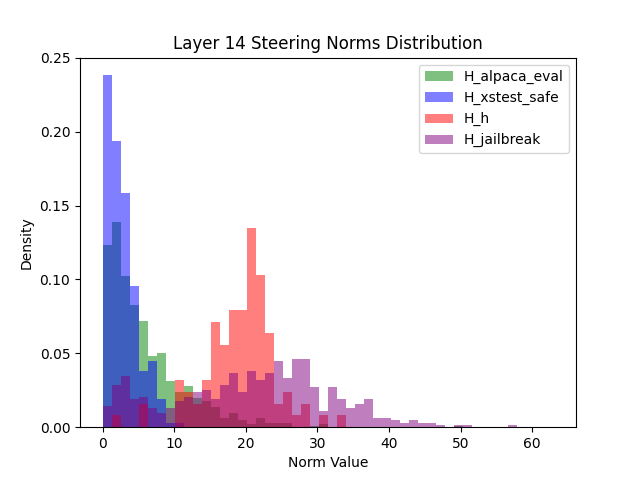 Layer 14 Steering Norms Distribution
H_alpaca_eval
H_xstest_safe
H_h
H_jailbreak
Density
0.25
0.20
0.15
0.10
0.05
0.00
0 10 20 30 40 50 60
Norm Value